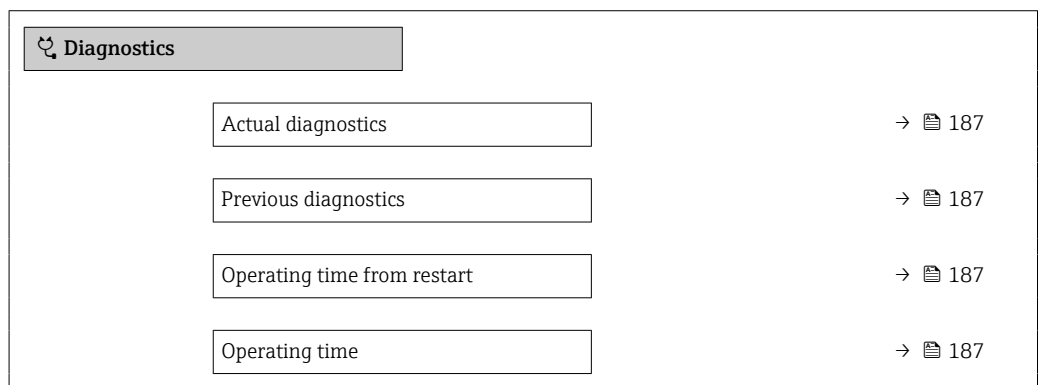 Diagnostics
Actual diagnostics → 187
Previous diagnostics → 187
Operating time from restart → 187
Operating time → 187